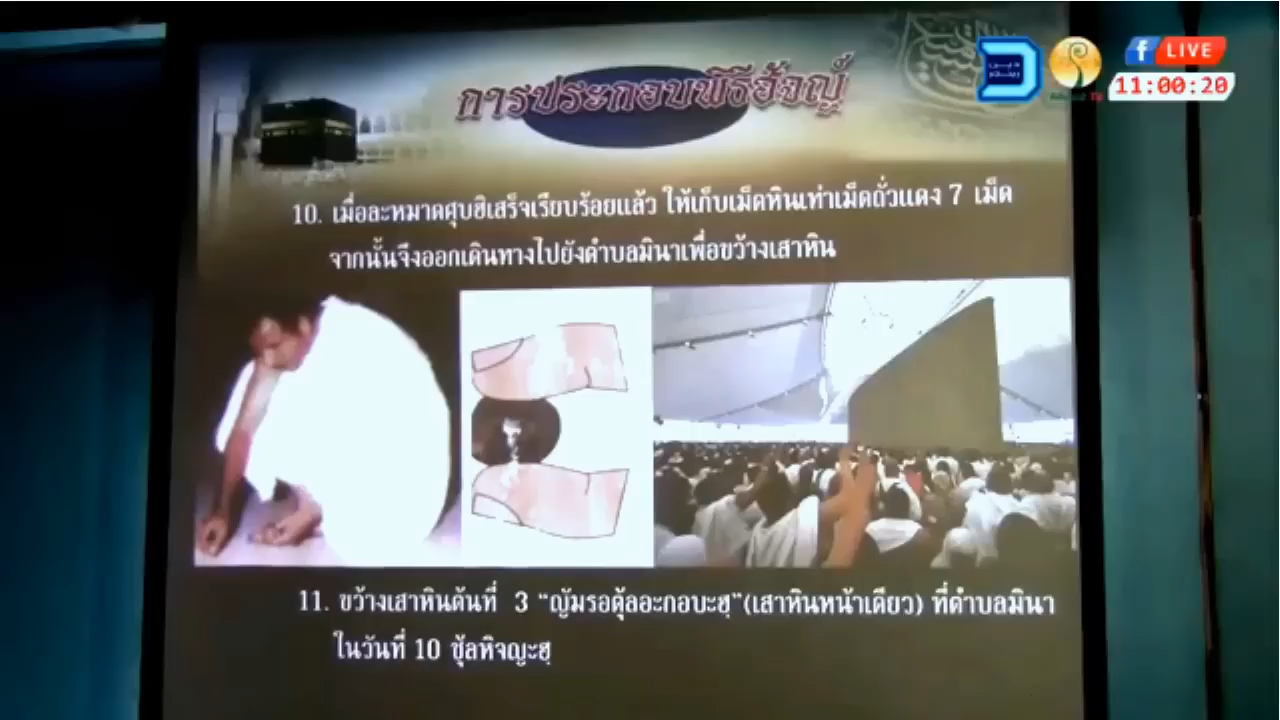 LIVE
11:00:20
การประกอบพิธีฮัจญ์
10. เมื่อละหมาดศุบฮิเสร็จเรียบร้อยแล้ว ให้เก็บเม็ดหินเท่าเม็ดถั่วแดง 7 เม็ด
จากนั้นจึงออกเดินทางไปยังตำบลมินาเพื่อขว้างเสาหิน
11. ขว้างเสาหินต้นที่ 3 “ญัมรอตุ้ลอะกอบะฮฺ”(เสาหินหน้าเดียว) ที่ตำบลมินา
ในวันที่ 10 ซุ้ลหิจญะฮฺ